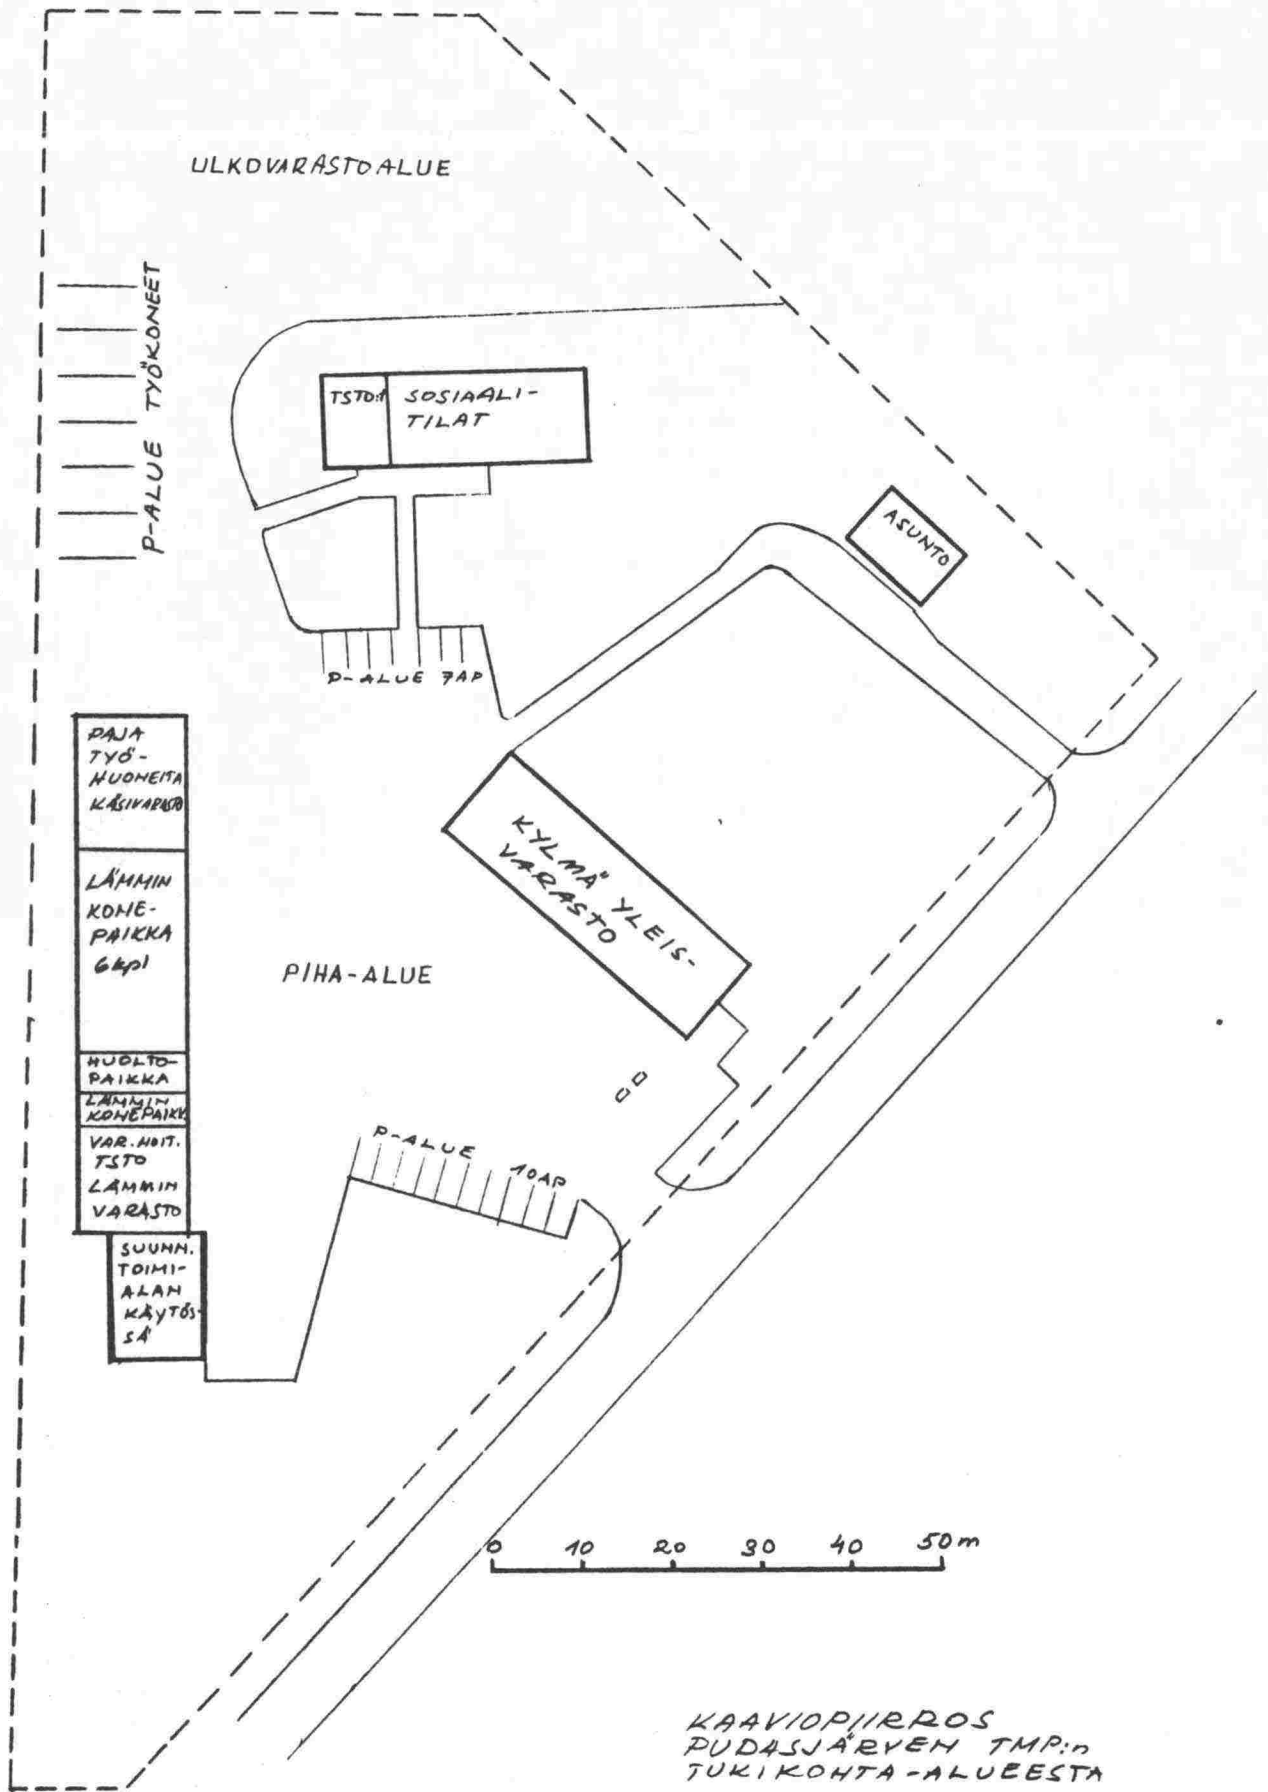 ULKOVARASTOALUE
P-ALUE TYÖKONEET
TSTO:T
SOSIAALI-
TILAT
ASUNTO
P-ALUE 7AP
PAJA
TYÖ-
HUONEITA
KÄSIVARASTO
LÄMMIN
KONE-
PAIKKA
6kpl
KYLMÄ YLEIS-
VARASTO
PIHA-ALUE
HUOLTO-
PAIKKA
LÄMMIN
KONEPAIKK.
VAR.HOIT.
TSTO
LÄMMIN
VARASTO
P-ALUE 10AP
SUUNN.
TOIMI-
ALAN
KÄYTÖS-
SÄ
0 10 20 30 40 50m
KAAVIOPIIRROS
PUDASJÄRVEN TMP:n
TUKIKOHTA-ALUEESTA